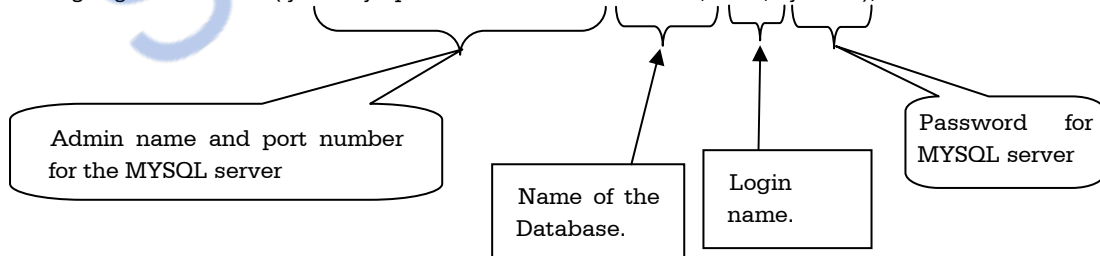 Admin name and port number
for the MYSQL server
Name of the
Database.
Login
name.
Password for
MYSQL server